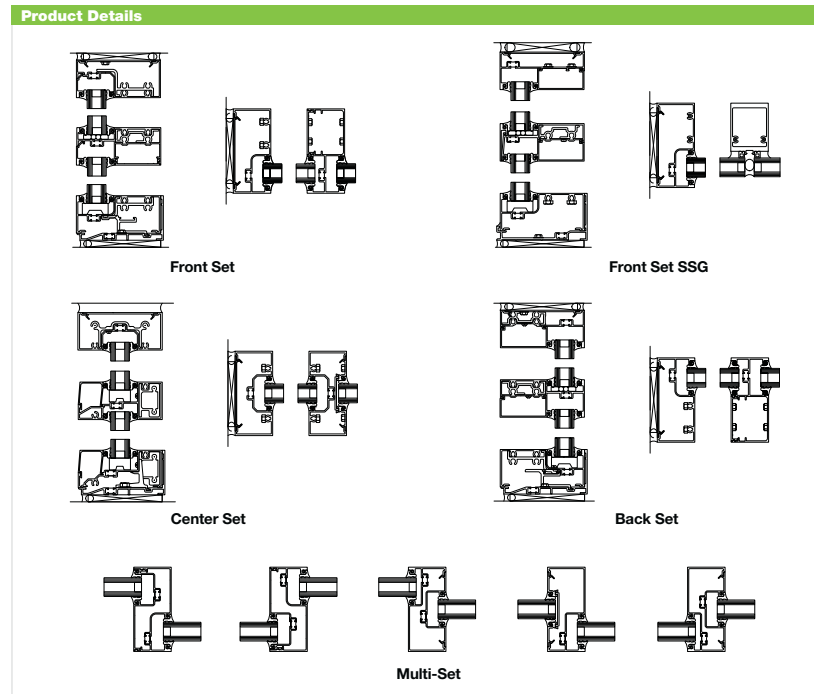 Product Details
Front Set
Front Set SSG
Center Set
Back Set
Multi-Set